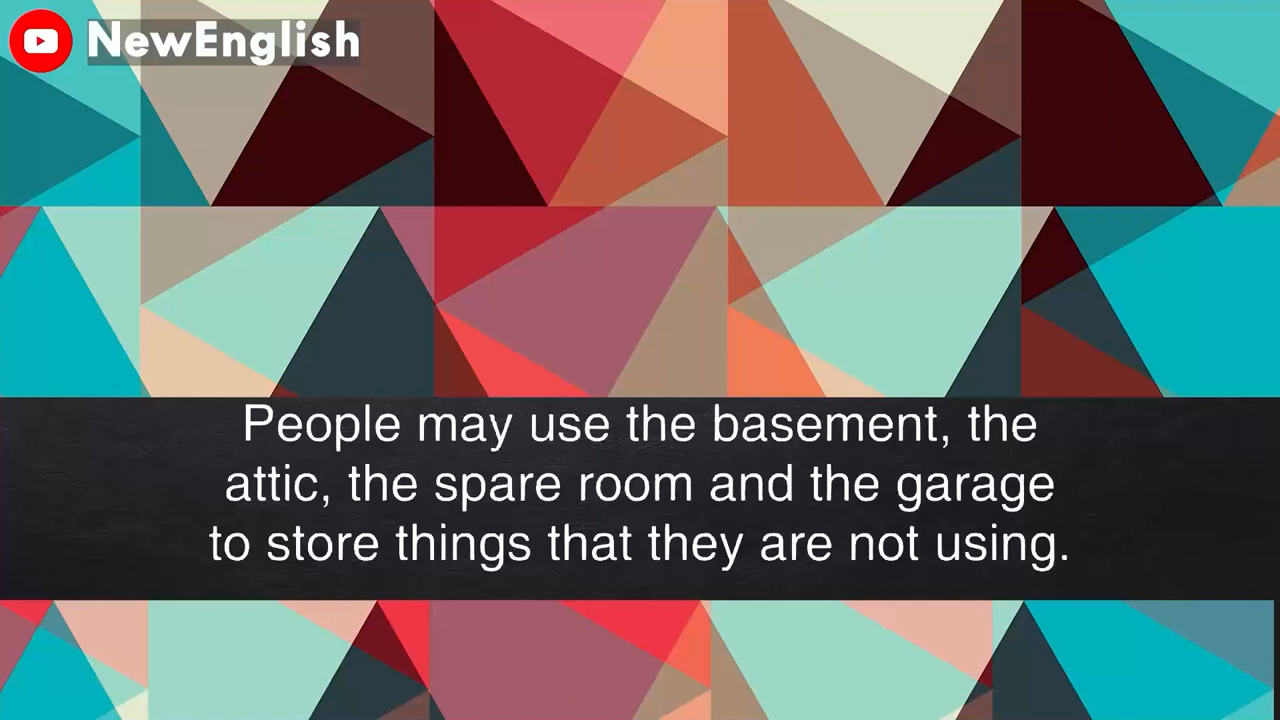 NewEnglish
People may use the basement, the
attic, the spare room and the garage
to store things that they are not using.